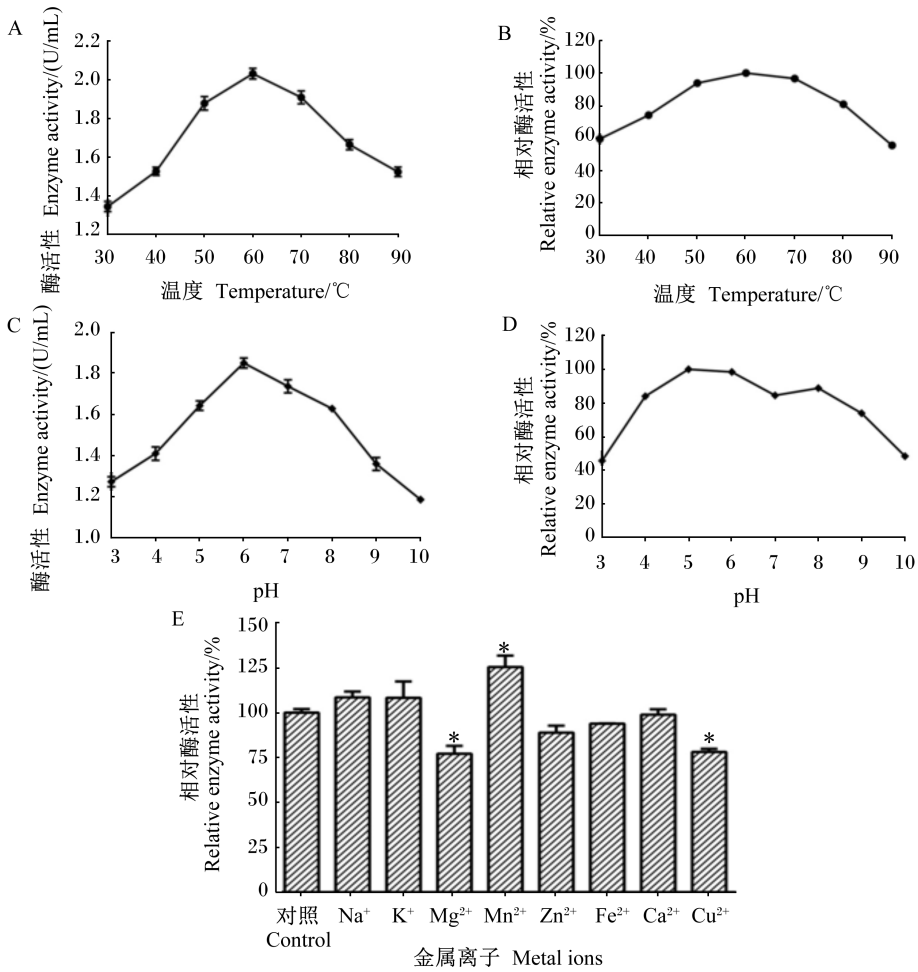 A
酶活性 Enzyme activity/(U/mL)
2.2
2.0
1.8
1.6
1.4
1.2
30 40 50 60 70 80 90
温度 Temperature/℃
B
相对酶活性
Relative enzyme activity/%
120
100
80
60
40
20
0
30 40 50 60 70 80 90
温度 Temperature/℃
C
酶活性 Enzyme activity/(U/mL)
2.0
1.8
1.6
1.4
1.2
1.0
3 4 5 6 7 8 9 10
pH
D
相对酶活性
Relative enzyme activity/%
120
100
80
60
40
20
0
3 4 5 6 7 8 9 10
pH
E
相对酶活性
Relative enzyme activity/%
150
125
100
75
50
25
0
* * *
对照 Na⁺ K⁺ Mg²⁺ Mn²⁺ Zn²⁺ Fe²⁺ Ca²⁺ Cu²⁺
Control
金属离子 Metal ions